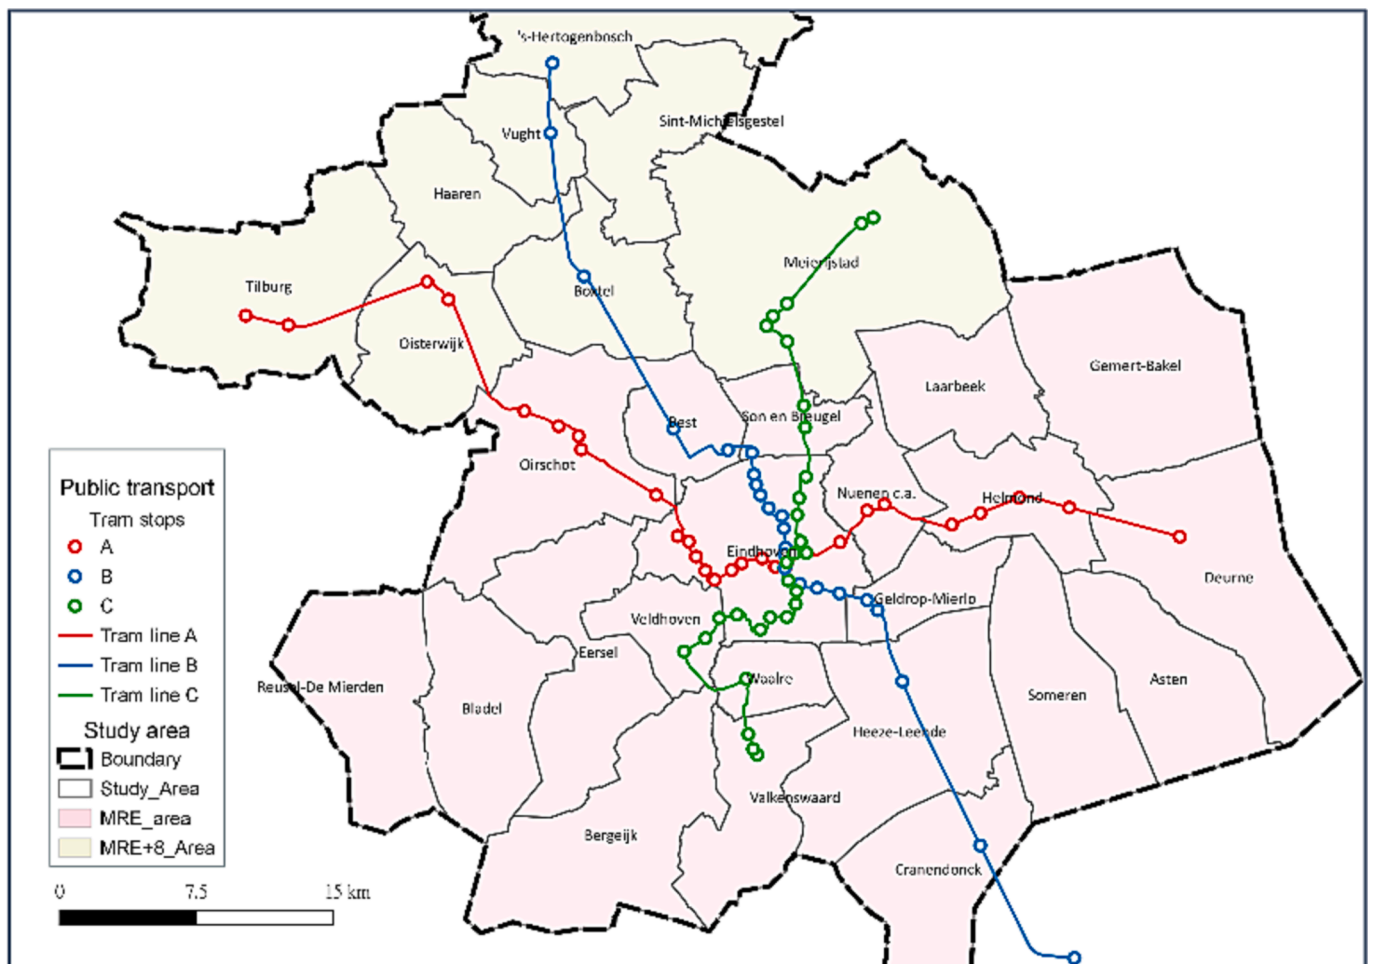 's-Hertogenbosch
Sint-Michielsgestel
Vught
Haaren
Meierijstad
Tilburg
Boxtel
Oisterwijk
Gemert-Bakel
Laarbeek
Son en Breugel
Best
Oirschot
Nuenen c.a.
Helmond
Eindhoven
Deurne
Geldrop-Mierlo
Veldhoven
Eersel
Waalre
Asten
Reusel-De Mierden
Someren
Bladel
Heeze-Leende
Valkenswaard
Bergeijk
Cranendonck
Public transport
Tram stops
A
B
C
Tram line A
Tram line B
Tram line C
Study area
Boundary
Study_Area
MRE_area
MRE+8_Area
0 7.5 15 km